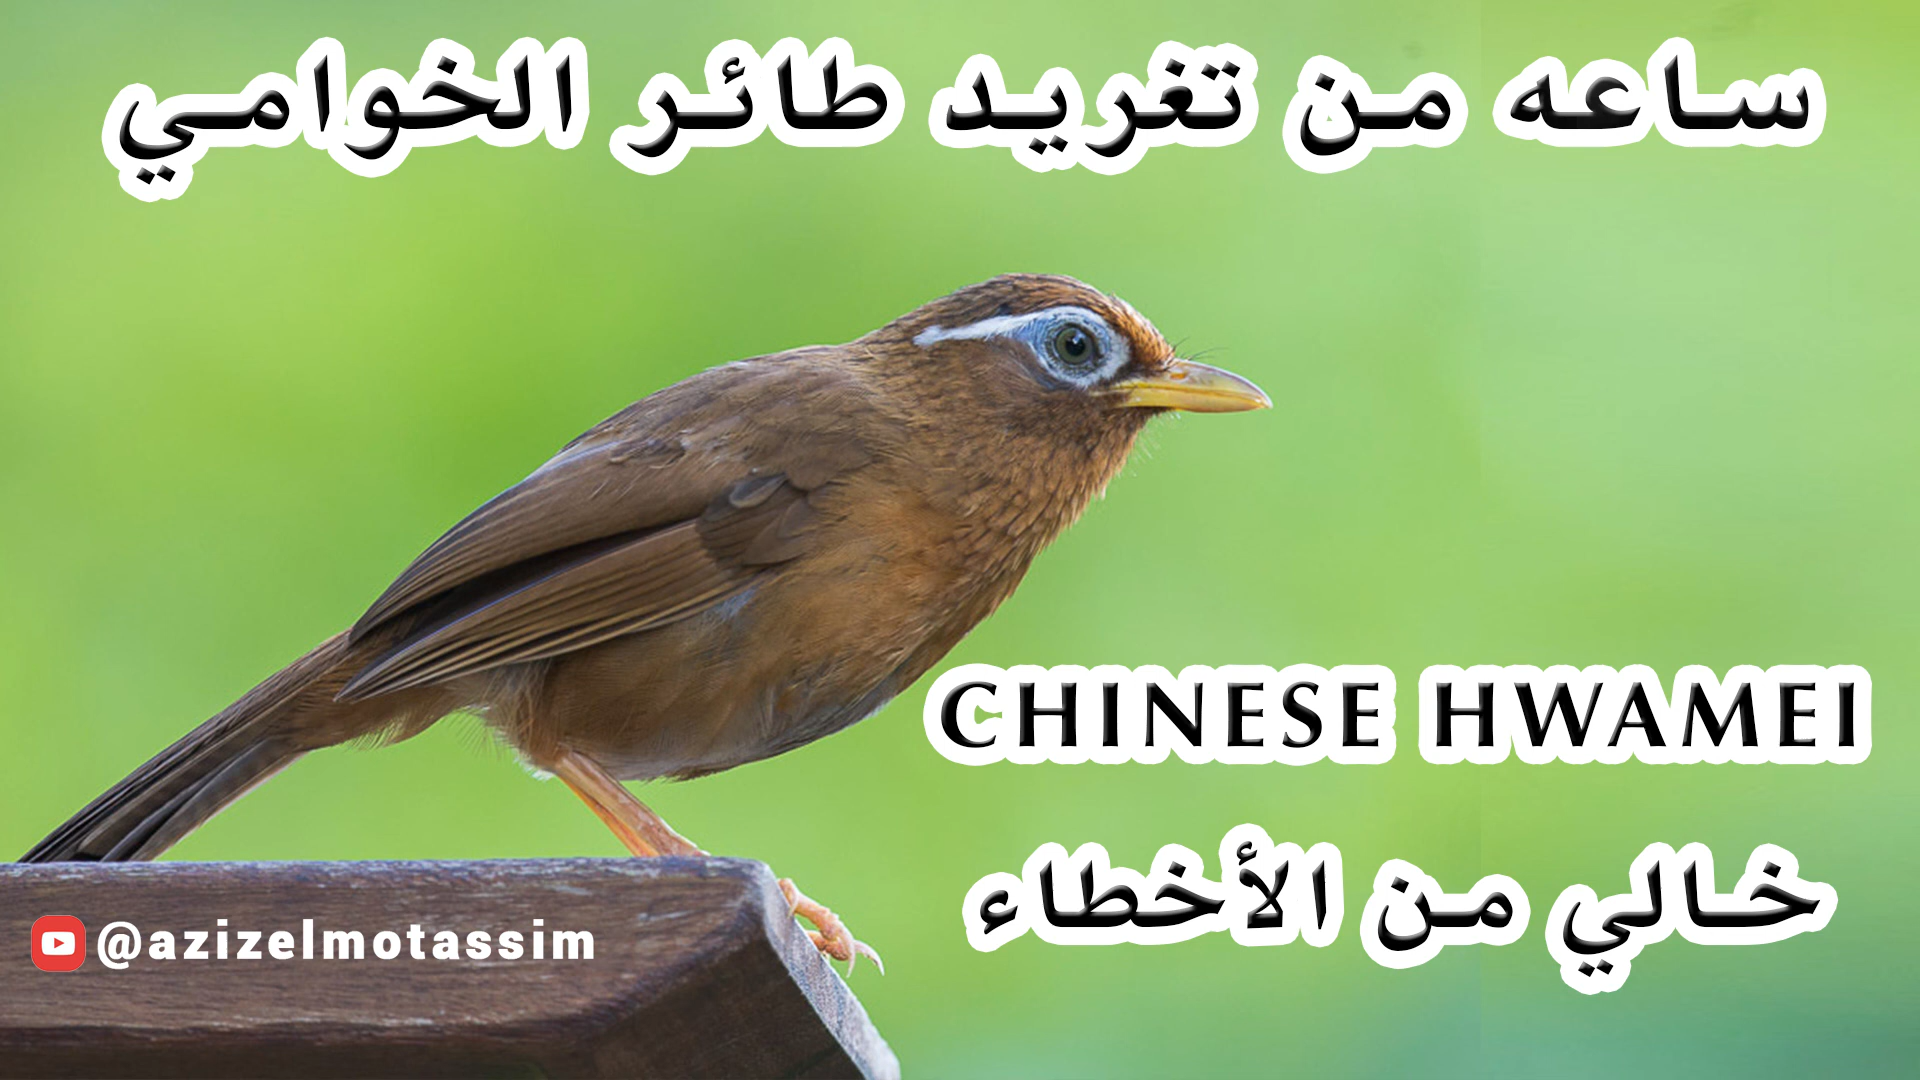 ساعه من تغريد طائر الخوامي
CHINESE HWAMEI
خالي من الأخطاء
@azizelmotassim